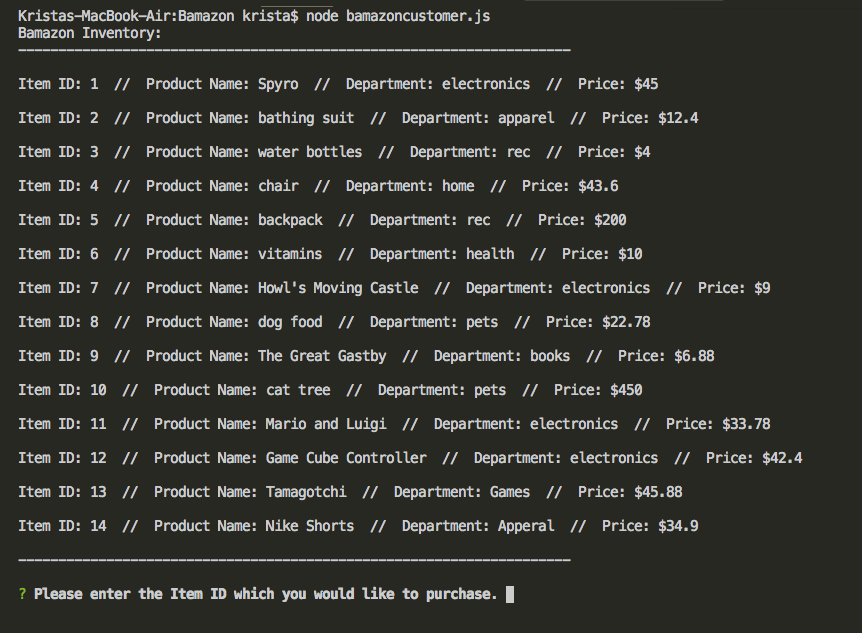 Kristas-MacBook-Air:Bamazon krista$ node bamazoncustomer.js
Bamazon Inventory:
---------------------------------------------------------------------
Item ID: 1  //  Product Name: Spyro  //  Department: electronics  //  Price: $45
Item ID: 2  //  Product Name: bathing suit  //  Department: apparel  //  Price: $12.4
Item ID: 3  //  Product Name: water bottles  //  Department: rec  //  Price: $4
Item ID: 4  //  Product Name: chair  //  Department: home  //  Price: $43.6
Item ID: 5  //  Product Name: backpack  //  Department: rec  //  Price: $200
Item ID: 6  //  Product Name: vitamins  //  Department: health  //  Price: $10
Item ID: 7  //  Product Name: Howl's Moving Castle  //  Department: electronics  //  Price: $9
Item ID: 8  //  Product Name: dog food  //  Department: pets  //  Price: $22.78
Item ID: 9  //  Product Name: The Great Gastby  //  Department: books  //  Price: $6.88
Item ID: 10  //  Product Name: cat tree  //  Department: pets  //  Price: $450
Item ID: 11  //  Product Name: Mario and Luigi  //  Department: electronics  //  Price: $33.78
Item ID: 12  //  Product Name: Game Cube Controller  //  Department: electronics  //  Price: $42.4
Item ID: 13  //  Product Name: Tamagotchi  //  Department: Games  //  Price: $45.88
Item ID: 14  //  Product Name: Nike Shorts  //  Department: Apperal  //  Price: $34.9
---------------------------------------------------------------------
? Please enter the Item ID which you would like to purchase.